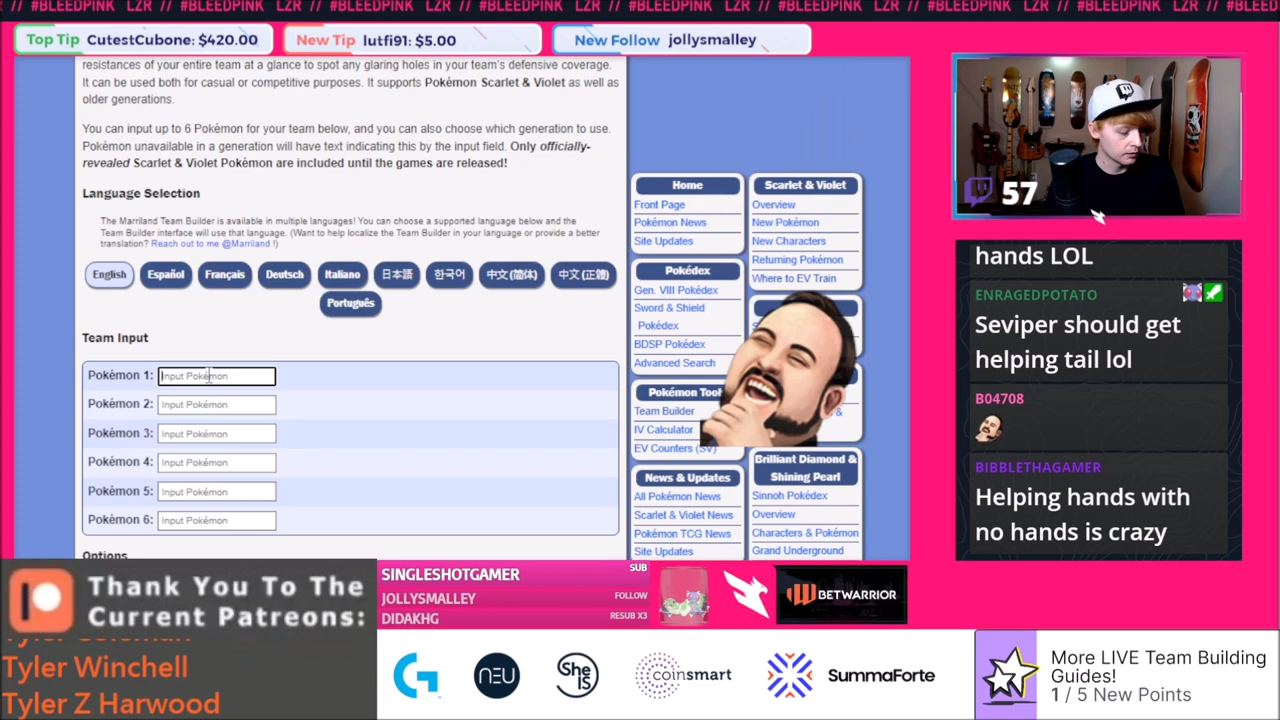 // #BLEEDPINK LZR // #BLEEDPINK LZR // #BLEEDPINK LZR // #BLEEDPINK LZR // #BLEEDPINK LZR // #BLEEDPINK LZR // #BLEEDPINK LZR // #BLEED
Top Tip CutestCubone: $420.00
New Tip lutfi91: $5.00
New Follow jollysmalley
resistances of your entire team at a glance to spot any glaring holes in your team's defensive coverage.
It can be used both for casual or competitive purposes. It supports Pokémon Scarlet & Violet as well as
older generations.
You can input up to 6 Pokémon for your team below, and you can also choose which generation to use.
Pokémon unavailable in a generation will have text indicating this by the input field. Only officially-
revealed Scarlet & Violet Pokémon are included until the games are released!
Language Selection
The Marriland Team Builder is available in multiple languages! You can choose a supported language below and the
Team Builder interface will use that language. (Want to help localize the Team Builder in your language or provide a better
translation? Reach out to me @Marriland !)
English Español Français Deutsch Italiano 日本語 한국어 中文 (简体) 中文 (正體)
Português
Team Input
Pokémon 1: Input Pokémon
Pokémon 2: Input Pokémon
Pokémon 3: Input Pokémon
Pokémon 4: Input Pokémon
Pokémon 5: Input Pokémon
Pokémon 6: Input Pokémon
Options
Home
Front Page
Pokémon News
Site Updates
Pokédex
Gen. VIII Pokédex
Sword & Shield
Pokédex
BDSP Pokédex
Advanced Search
Pokémon Tool
Team Builder
IV Calculator
EV Counters (SV)
News & Updates
All Pokémon News
Scarlet & Violet News
Pokémon TCG News
Site Updates
Scarlet & Violet
Overview
New Pokémon
New Characters
Returning Pokémon
Where to EV Train
&
Brilliant Diamond &
Shining Pearl
Sinnoh Pokédex
Overview
Characters & Pokémon
Grand Underground
57
hands LOL
ENRAGEDPOTATO
Seviper should get
helping tail lol
B04708
BIBBLETHAGAMER
Helping hands with
no hands is crazy
Thank You To The
Current Patreons:
Tyler Winchell
Tyler Z Harwood
SINGLESHOTGAMER SUB
JOLLYSMALLEY FOLLOW
DIDAKHG RESUB X3
BETWARRIOR
G
NEU
She
IS
coinsmart
SummaForte
More LIVE Team Building
Guides!
1 / 5 New Points